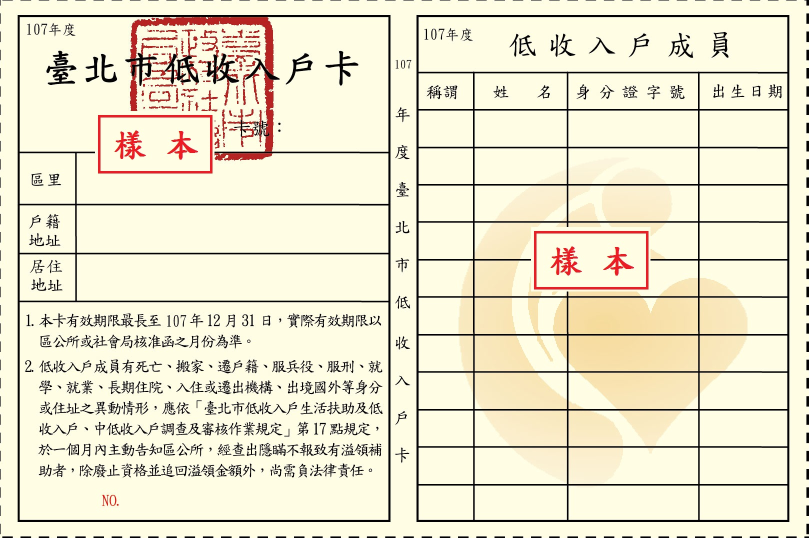 107年度
臺北市低收入戶卡
卡號：
樣本
區里
戶籍
地址
居住
地址
1. 本卡有效期限最長至 107 年 12 月 31 日，實際有效期限以
區公所或社會局核准函之月份為準。
2. 低收入戶成員有死亡、搬家、遷戶籍、服兵役、服刑、就
學、就業、長期住院、入住或遷出機構、出境國外等身分
或住址之異動情形，應依「臺北市低收入戶生活扶助及低
收入戶、中低收入戶調查及審核作業規定」第 17 點規定，
於一個月內主動告知區公所，經查出隱瞞不報致有溢領補
助者，除廢止資格並追回溢領金額外，尚需負法律責任。
NO.
107年度臺北市低收入戶卡
107年度
低收入戶成員
稱謂 姓名 身分證字號 出生日期
樣本